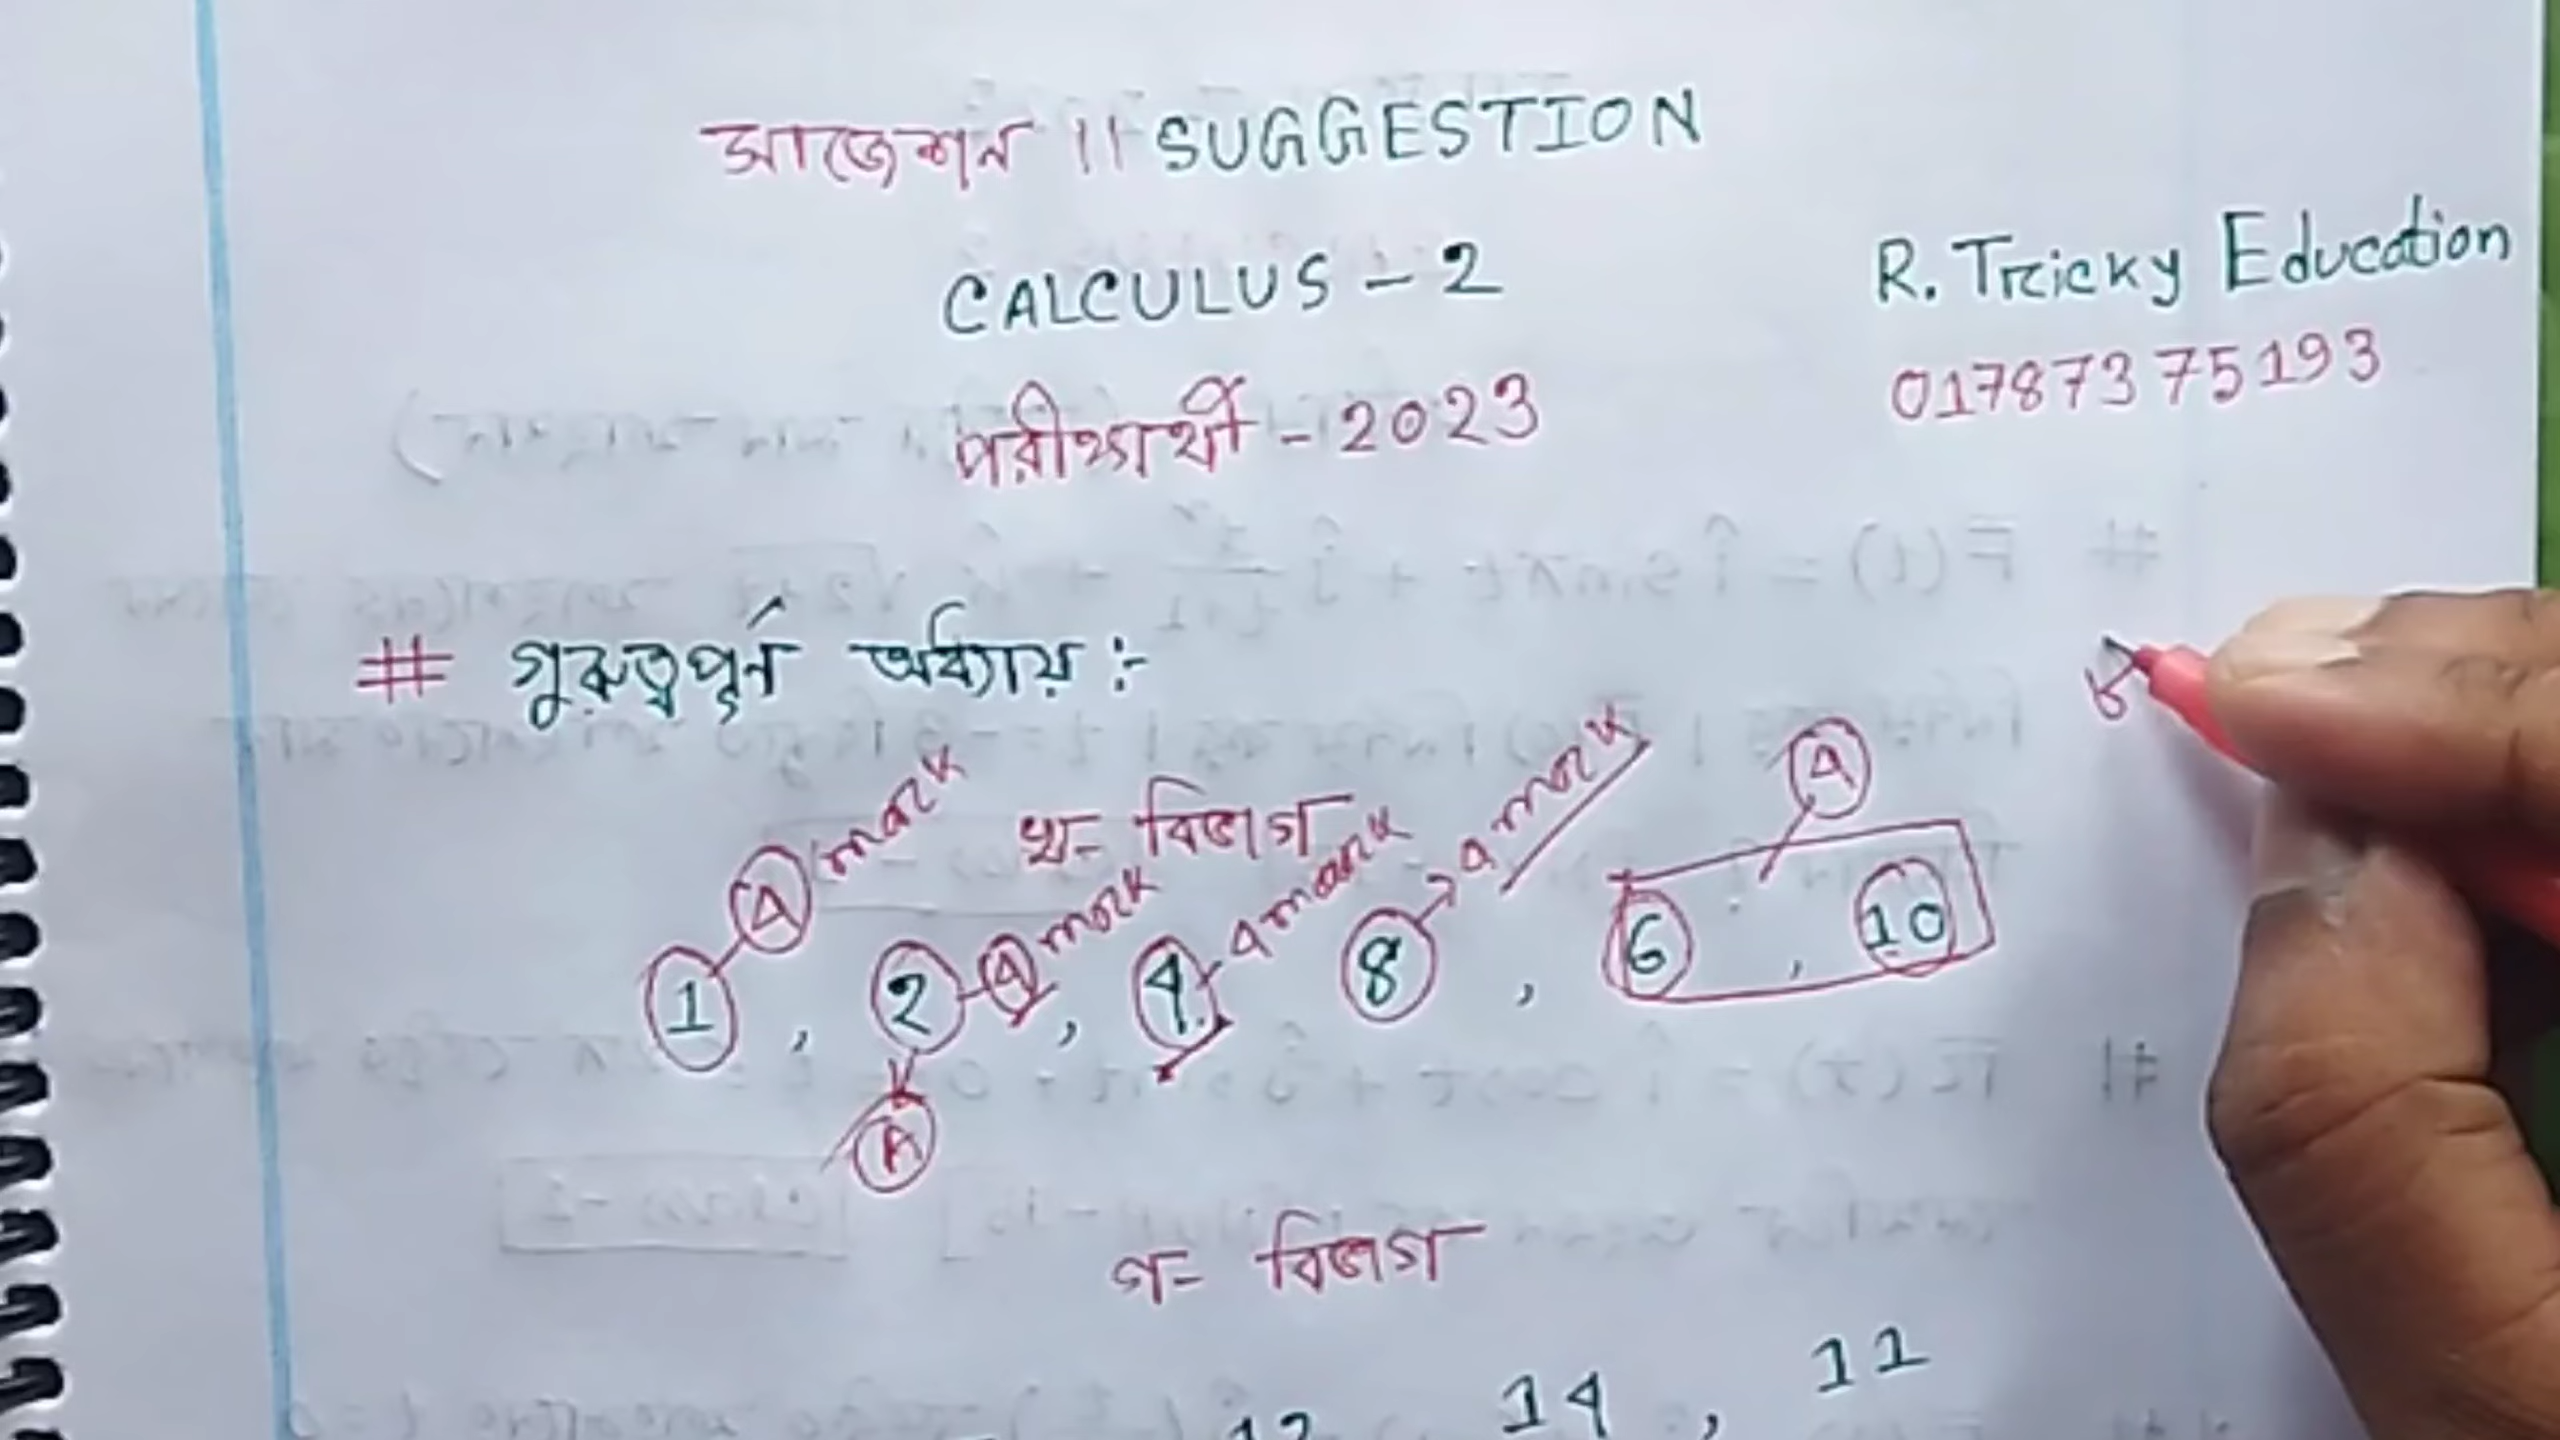 সাজেশন || SUGGESTION
CALCULUS - 2
R. Tricky Education
পরীক্ষার্থী - 2023
01787375193
# গুরুত্বপূর্ণ অধ্যায় :-
খ- বিভাগ
4 mark 4 mark 4 mark 4 mark 4
1 , 2 , 4 , 8 , 6 , 10
A
গ- বিভাগ
12 , 14 , 11